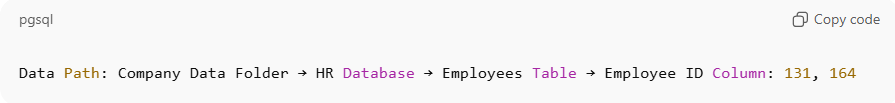 pgsql
Copy code
Data Path: Company Data Folder → HR Database → Employees Table → Employee ID Column: 131, 164